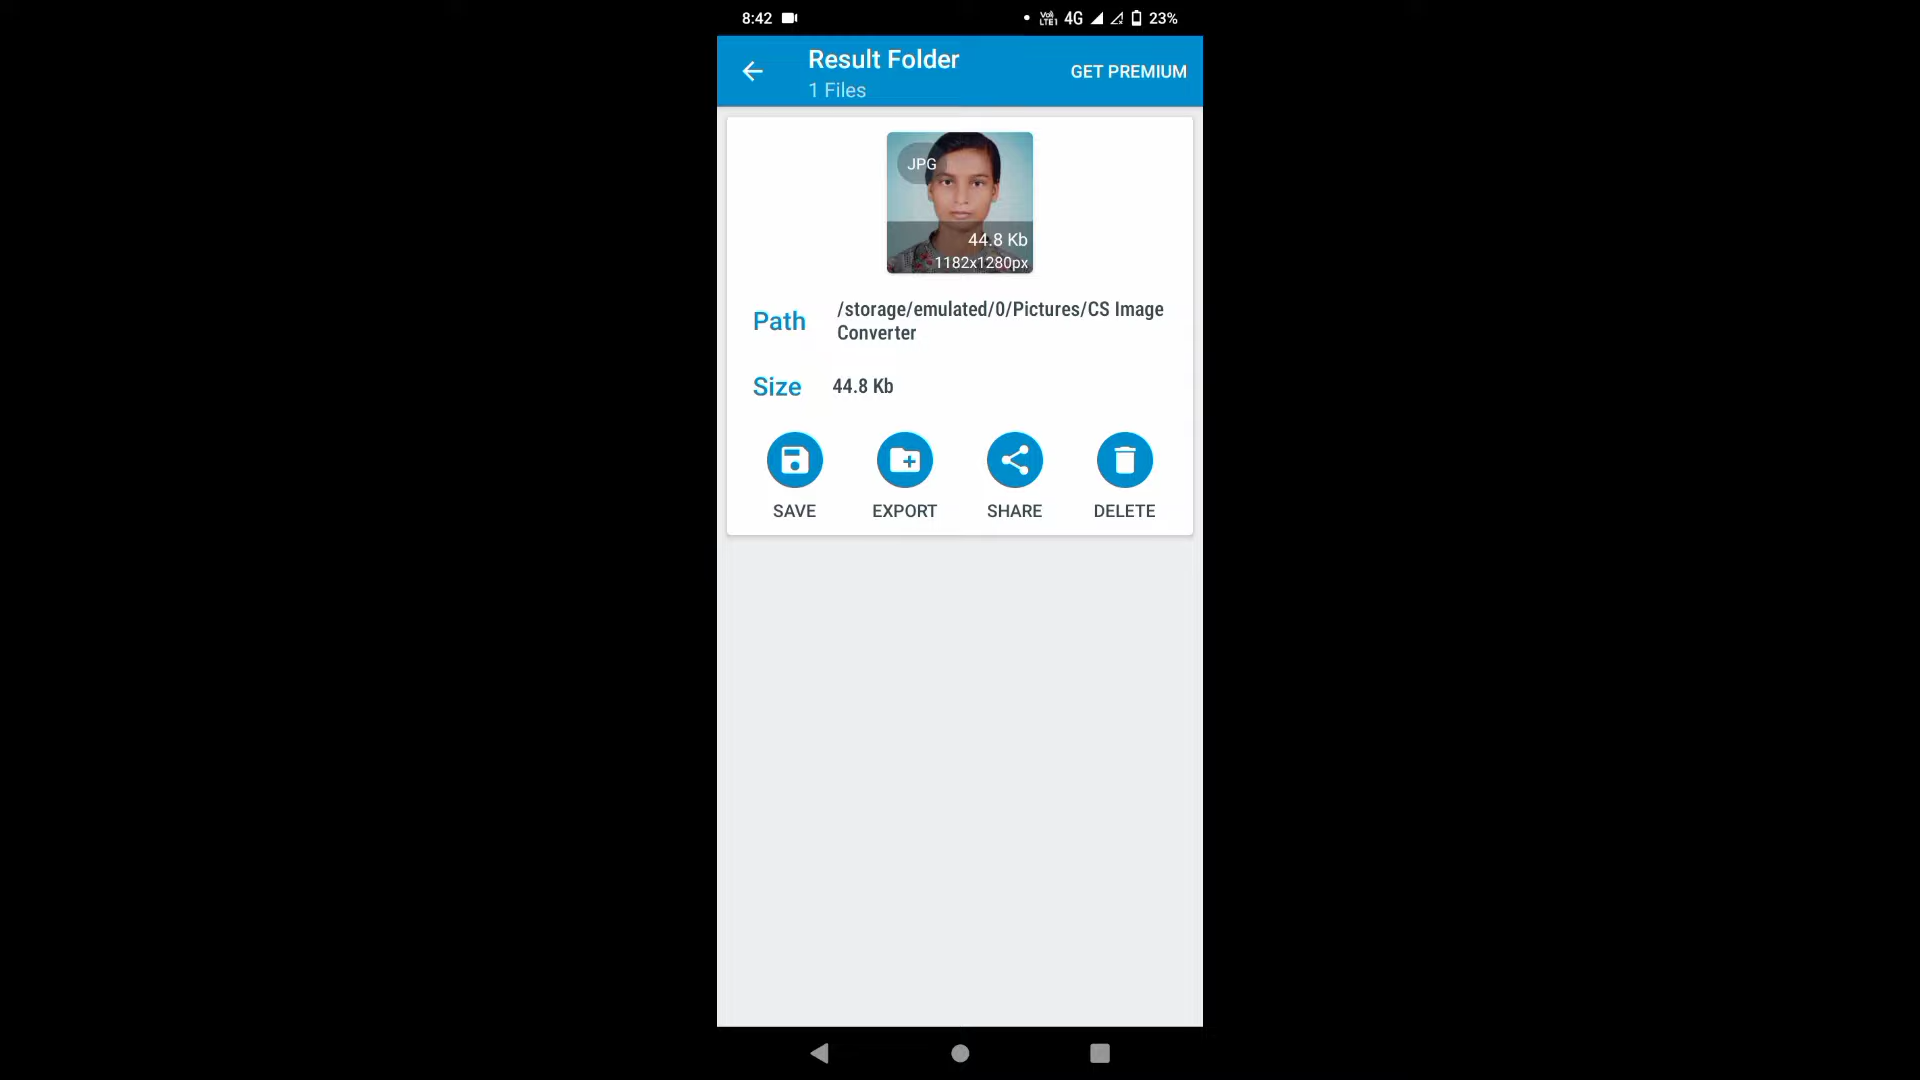 8:42
4G
23%
Result Folder
GET PREMIUM
1 Files
JPG
44.8 Kb
1182x1280px
Path
/storage/emulated/0/Pictures/CS Image
Converter
Size
44.8 Kb
SAVE
EXPORT
SHARE
DELETE